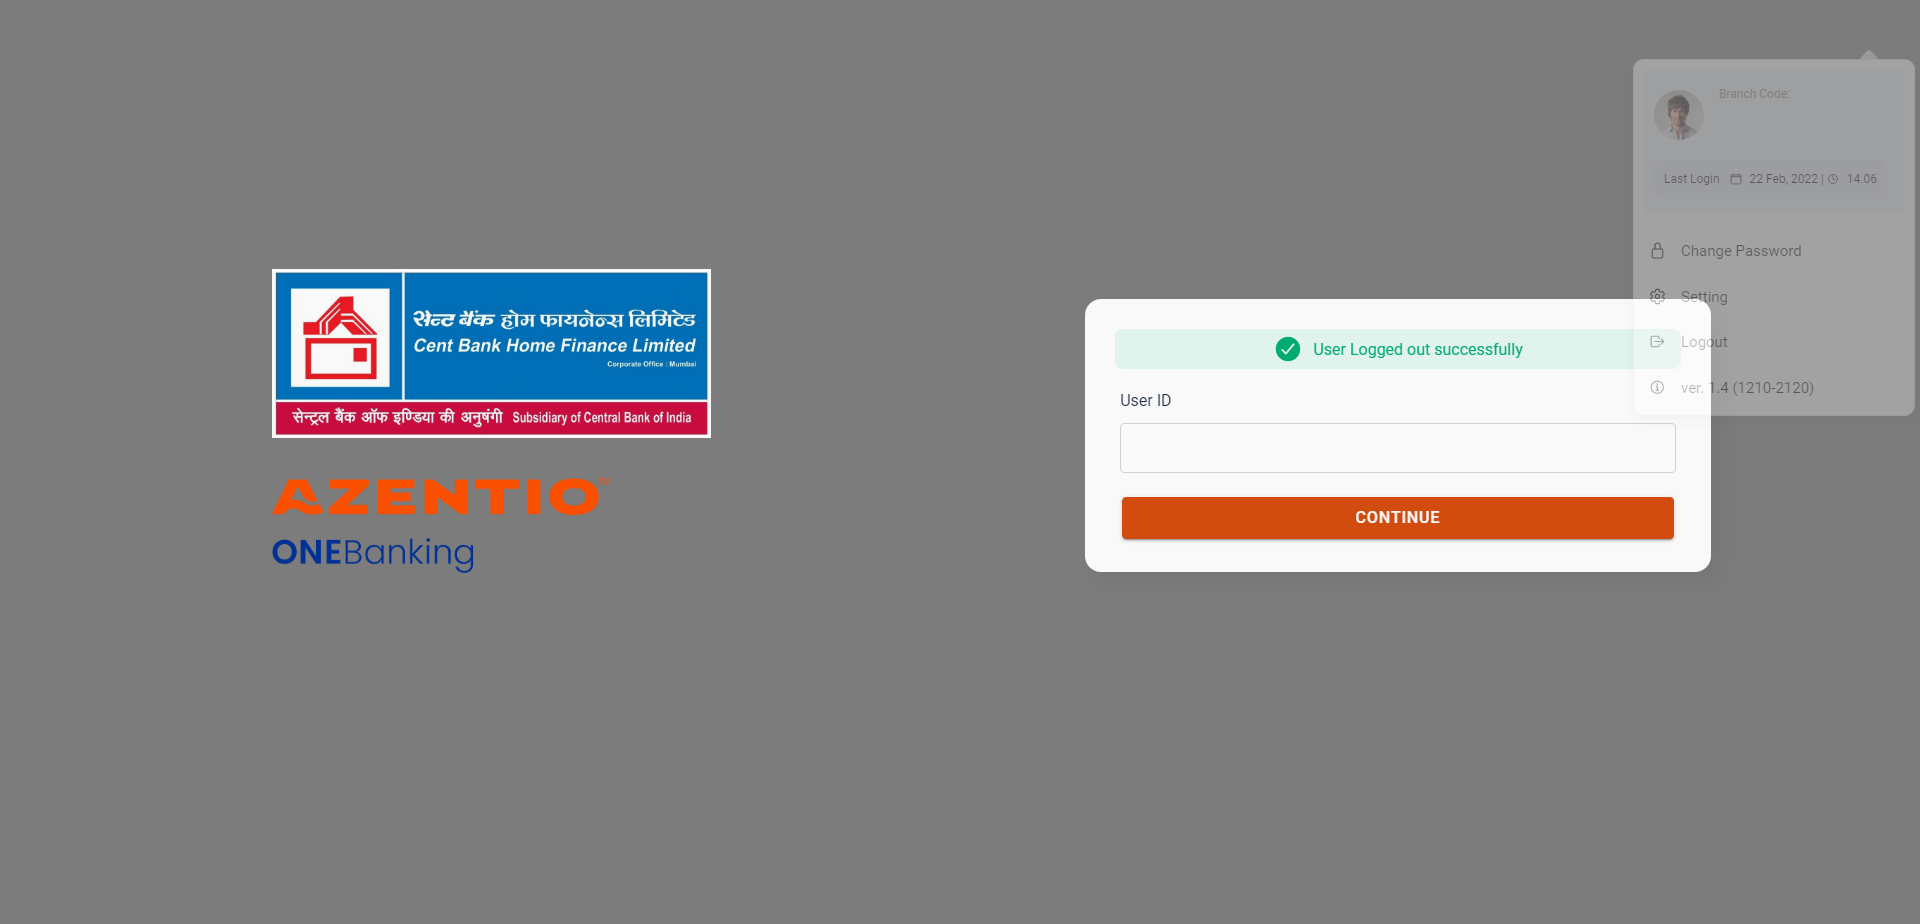 सेन्ट बैंक होम फायनेन्स लिमिटेड
Cent Bank Home Finance Limited
Corporate Office : Mumbai
सेन्ट्रल बैंक ऑफ इण्डिया की अनुषंगी Subsidiary of Central Bank of India
AZENTIO
ONEBanking
Branch Code:
Last Login 22 Feb, 2022 | 14.06
Change Password
Setting
Logout
ver. 1.4 (1210-2120)
User Logged out successfully
User ID
CONTINUE